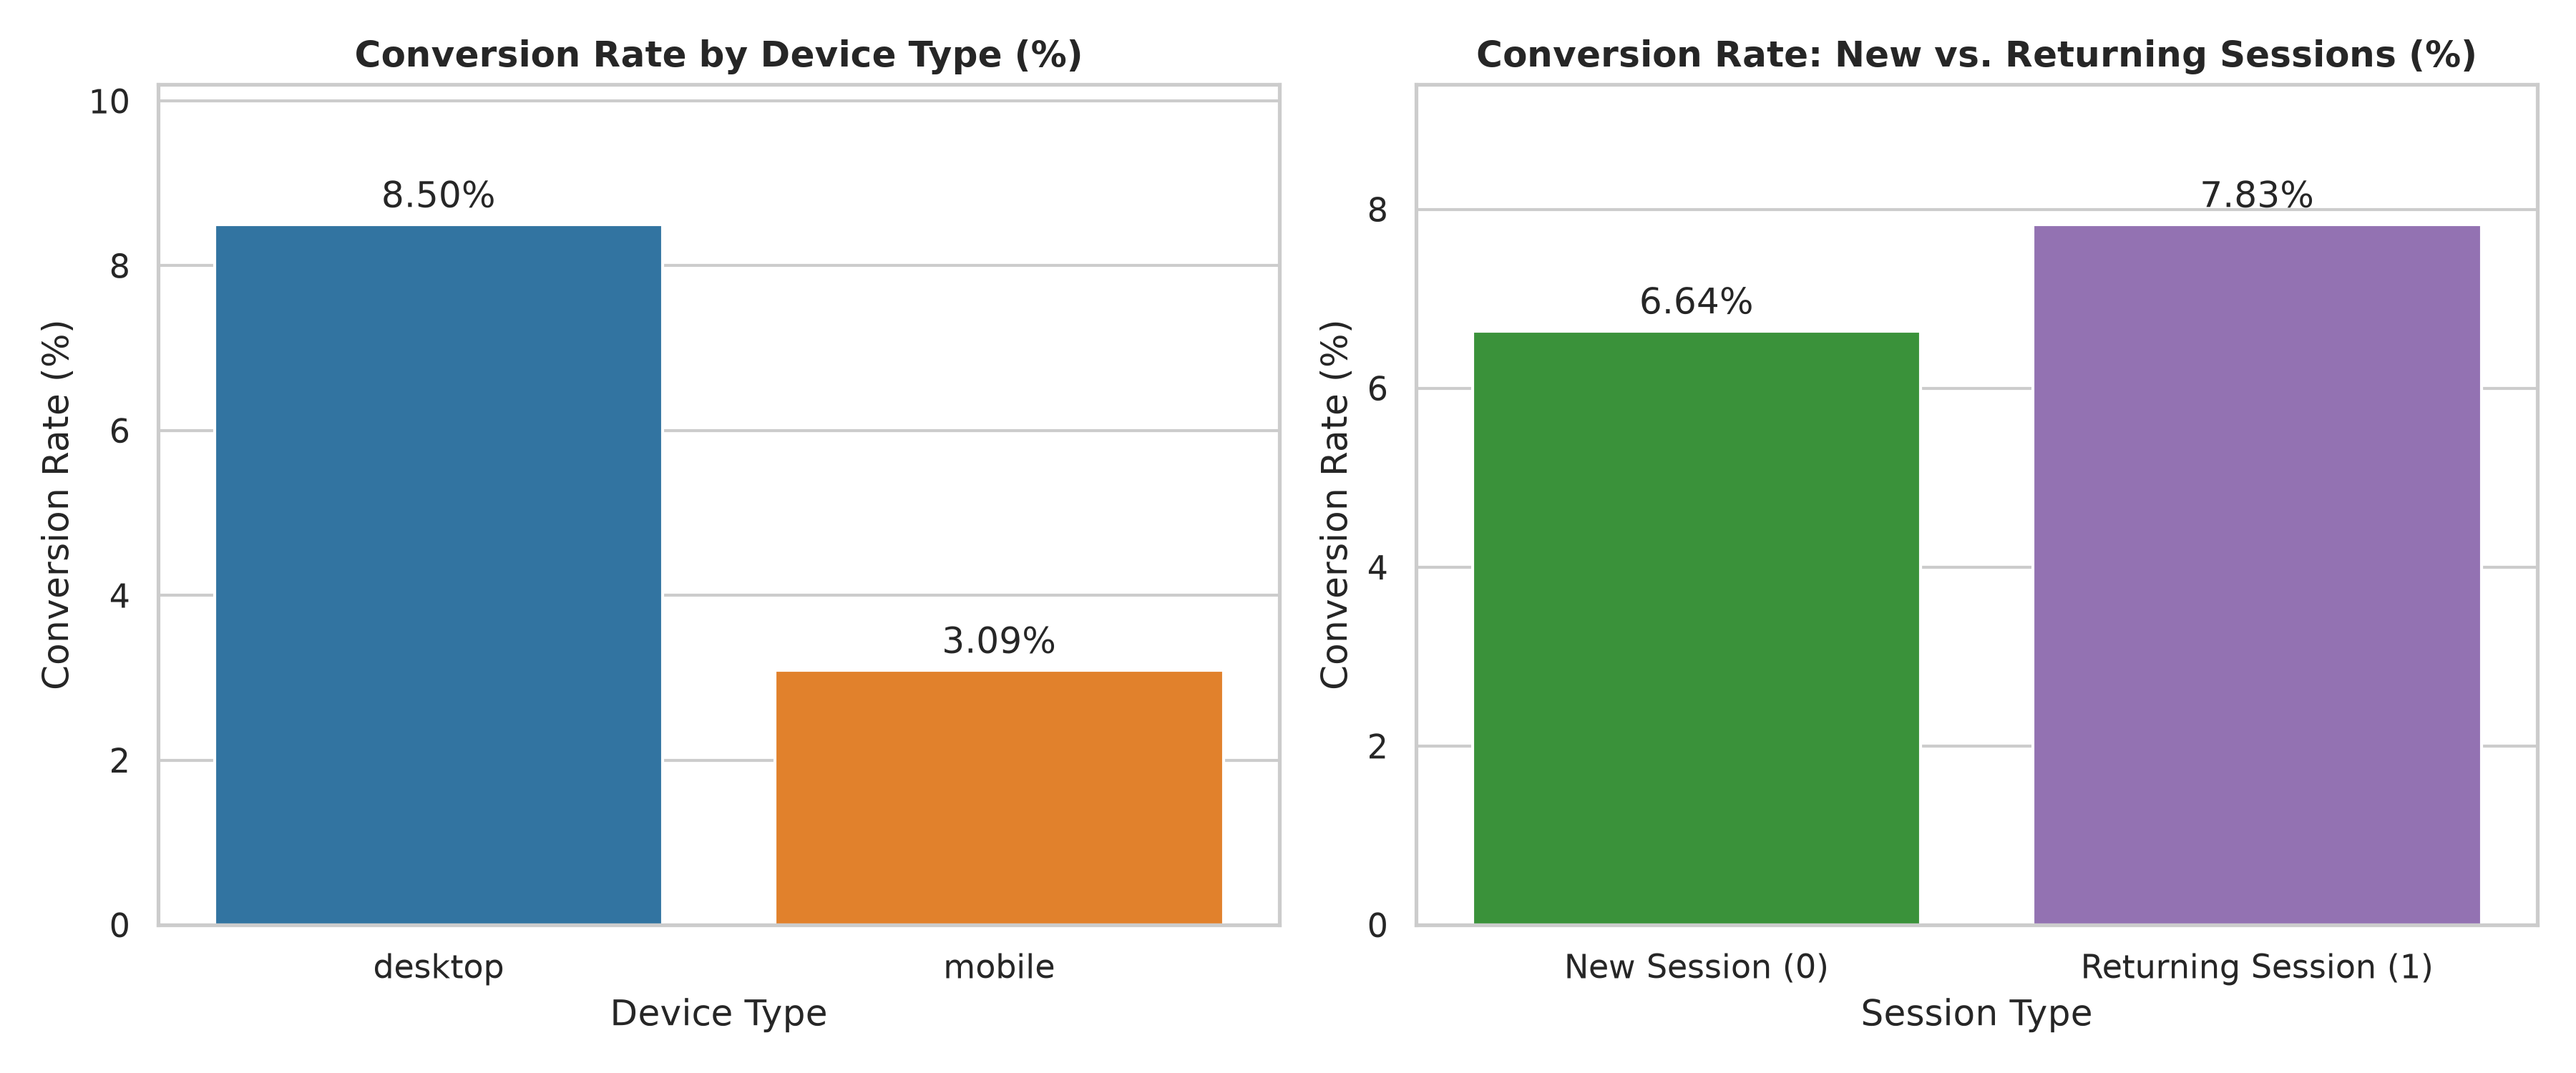 Conversion Rate by Device Type (%)
10
8
6
4
2
0
Conversion Rate (%)
8.50%
3.09%
desktop
mobile
Device Type
Conversion Rate: New vs. Returning Sessions (%)
8
6
4
2
0
Conversion Rate (%)
6.64%
7.83%
New Session (0)
Returning Session (1)
Session Type